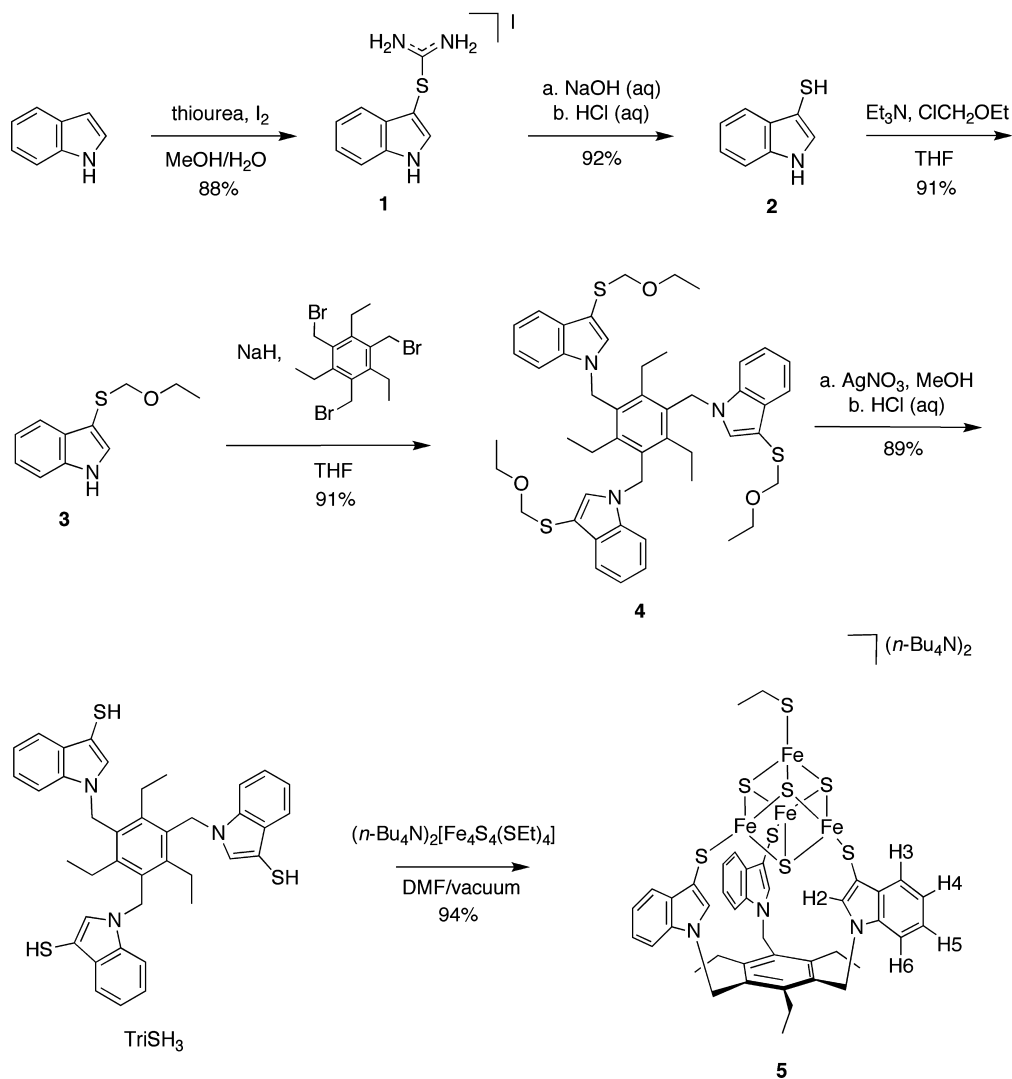 H₂N NH₂ ] I
S
N
H
thiourea, I₂
MeOH/H₂O
88%
N
H
1
a. NaOH (aq)
b. HCl (aq)
92%
SH
N
H
2
Et₃N, ClCH₂OEt
THF
91%
S O
N
H
3
NaH,
Br
Br
Br
THF
91%
S O
N
N
S
O
O
N
S
4
a. AgNO₃, MeOH
b. HCl (aq)
89%
SH
N
N
SH
N
HS
TriSH₃
(n-Bu₄N)₂[Fe₄S₄(SEt)₄]
DMF/vacuum
94%
(n-Bu₄N)₂
S
Fe
S S S
Fe Fe Fe
S S S S
H3
H2 H4
N N N H5
H6
5